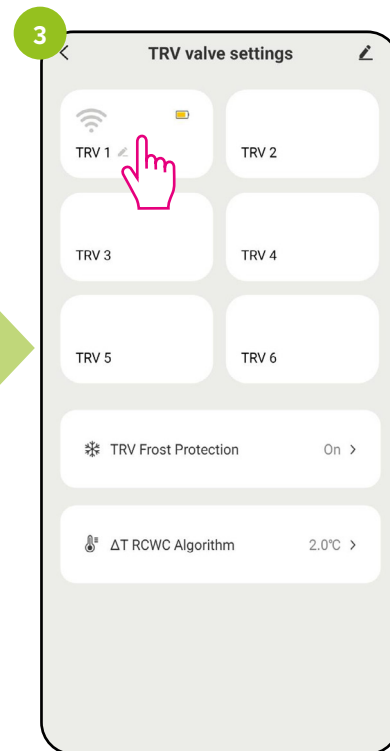 3
TRV valve settings
TRV 1
TRV 2
TRV 3
TRV 4
TRV 5
TRV 6
TRV Frost Protection On >
ΔT RCWC Algorithm 2.0℃ >